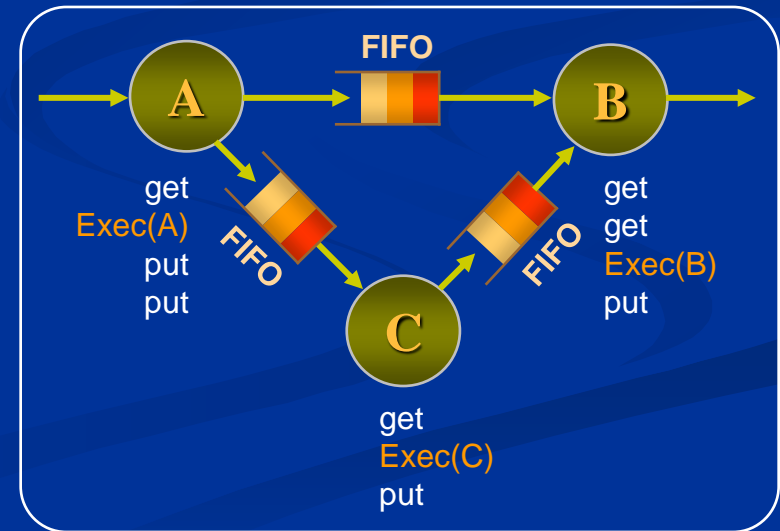 FIFO
A
B
get
Exec(A)
put
put
FIFO
FIFO
get
get
Exec(B)
put
C
get
Exec(C)
put